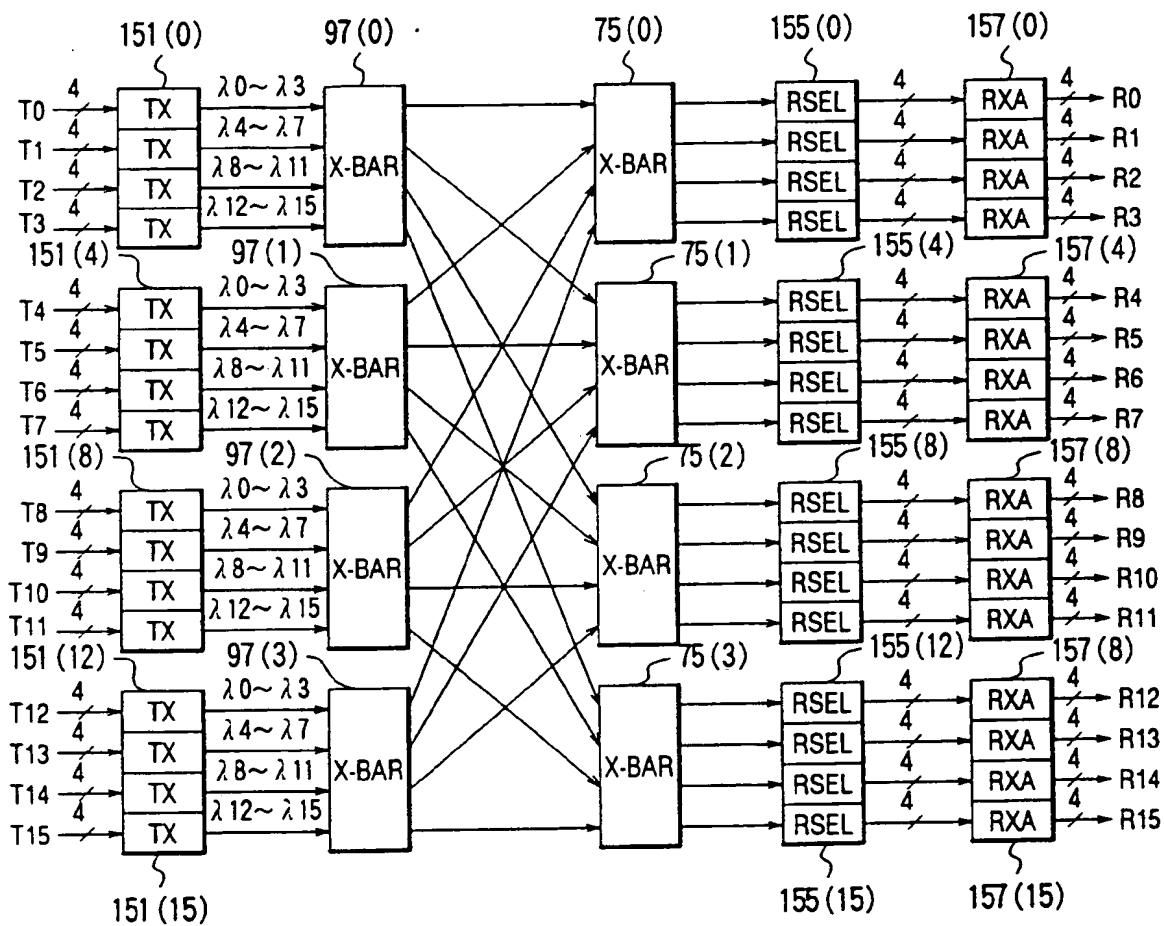 151(0) 97(0) 75(0) 155(0) 157(0)
T0 4 TX λ0~λ3 RSEL 4 RXA 4 R0
T1 4 TX λ4~λ7 RSEL 4 RXA 4 R1
X-BAR X-BAR
T2 4 TX λ8~λ11 RSEL 4 RXA 4 R2
T3 4 TX λ12~λ15 RSEL 4 RXA 4 R3
151(4) 97(1) 75(1) 155(4) 157(4)
T4 4 TX λ0~λ3 RSEL 4 RXA 4 R4
T5 4 TX λ4~λ7 RSEL 4 RXA 4 R5
X-BAR X-BAR
T6 4 TX λ8~λ11 RSEL 4 RXA 4 R6
T7 4 TX λ12~λ15 RSEL 4 RXA 4 R7
151(8) 97(2) 75(2) 155(8) 157(8)
T8 4 TX λ0~λ3 RSEL 4 RXA 4 R8
T9 4 TX λ4~λ7 RSEL 4 RXA 4 R9
X-BAR X-BAR
T10 4 TX λ8~λ11 RSEL 4 RXA 4 R10
T11 4 TX λ12~λ15 RSEL 4 RXA 4 R11
151(12) 97(3) 75(3) 155(12) 157(8)
T12 4 TX λ0~λ3 RSEL 4 RXA 4 R12
T13 4 TX λ4~λ7 RSEL 4 RXA 4 R13
X-BAR X-BAR
T14 4 TX λ8~λ11 RSEL 4 RXA 4 R14
T15 4 TX λ12~λ15 RSEL 4 RXA 4 R15
151(15) 155(15) 157(15)